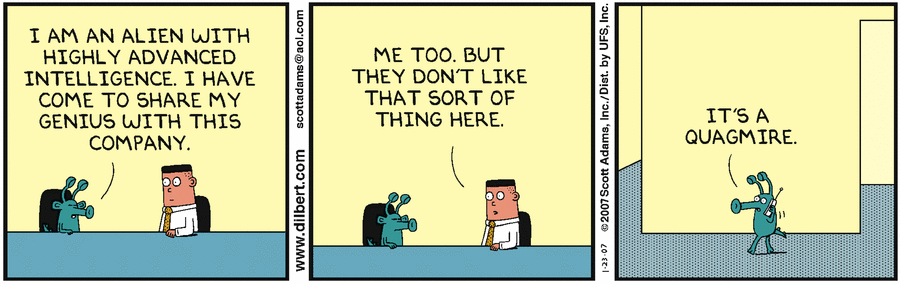 I AM AN ALIEN WITH
HIGHLY ADVANCED
INTELLIGENCE. I HAVE
COME TO SHARE MY
GENIUS WITH THIS
COMPANY.
www.dilbert.com scottadams@aol.com
ME TOO. BUT
THEY DON'T LIKE
THAT SORT OF
THING HERE.
1-23-07 ©2007 Scott Adams, Inc./Dist. by UFS, Inc.
IT'S A
QUAGMIRE.